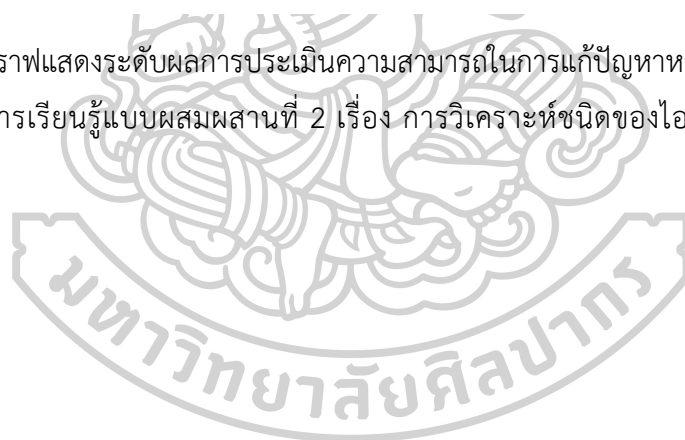 ราฟแสดงระดับผลการประเมินความสามารถในการแก้ปัญหาห
ารเรียนรู้แบบผสมผสานที่ 2 เรื่อง การวิเคราะห์ชนิดของไอ
มหาวิทยาลัยศิลปากร